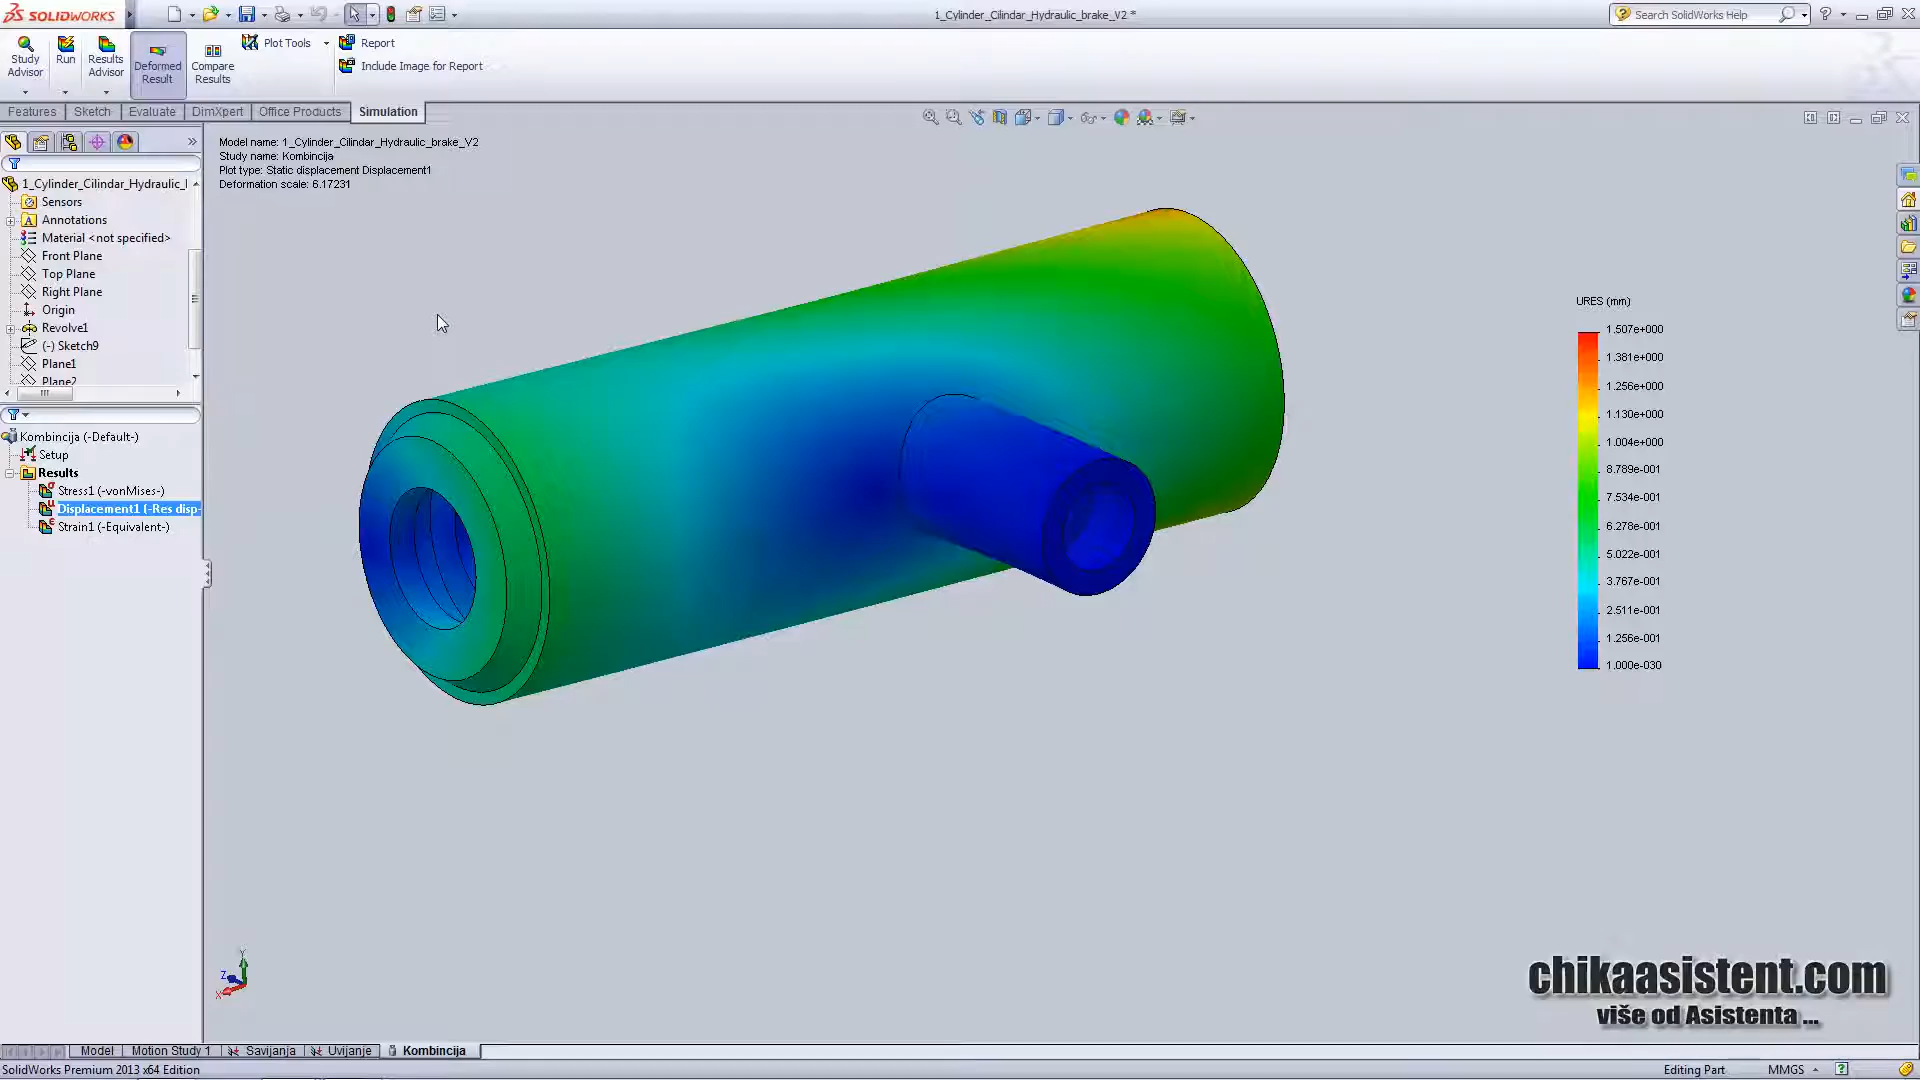 SOLIDWORKS
1_Cylinder_Cilindar_Hydraulic_brake_V2 *
Search SolidWorks Help
Study Advisor
Run
Results Advisor
Deformed Result
Compare Results
Plot Tools
Report
Include Image for Report
Features
Sketch
Evaluate
DimXpert
Office Products
Simulation
1_Cylinder_Cilindar_Hydraulic_l
Sensors
Annotations
Material <not specified>
Front Plane
Top Plane
Right Plane
Origin
Revolve1
(-) Sketch9
Plane1
Plane2
Kombincija (-Default-)
Setup
Results
Stress1 (-vonMises-)
Displacement1 (-Res disp-
Strain1 (-Equivalent-)
Model name: 1_Cylinder_Cilindar_Hydraulic_brake_V2
Study name: Kombincija
Plot type: Static displacement Displacement1
Deformation scale: 6.17231
URES (mm)
1.507e+000
1.381e+000
1.256e+000
1.130e+000
1.004e+000
8.789e-001
7.534e-001
6.278e-001
5.022e-001
3.767e-001
2.511e-001
1.256e-001
1.000e-030
Y
Z
X
chikaasistent.com
više od Asistenta ...
Model
Motion Study 1
Savijanja
Uvijanje
Kombincija
SolidWorks Premium 2013 x64 Edition
Editing Part
MMGS